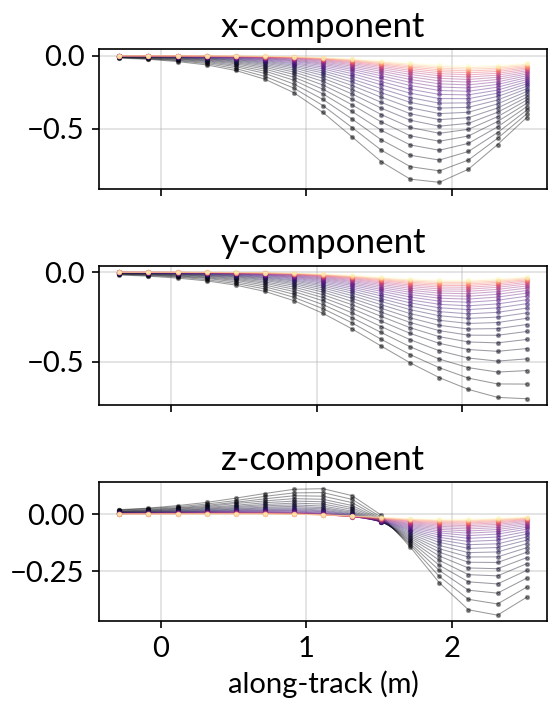 x-component
0.0
−0.5
y-component
0.0
−0.5
z-component
0.00
−0.25
0 1 2
along-track (m)